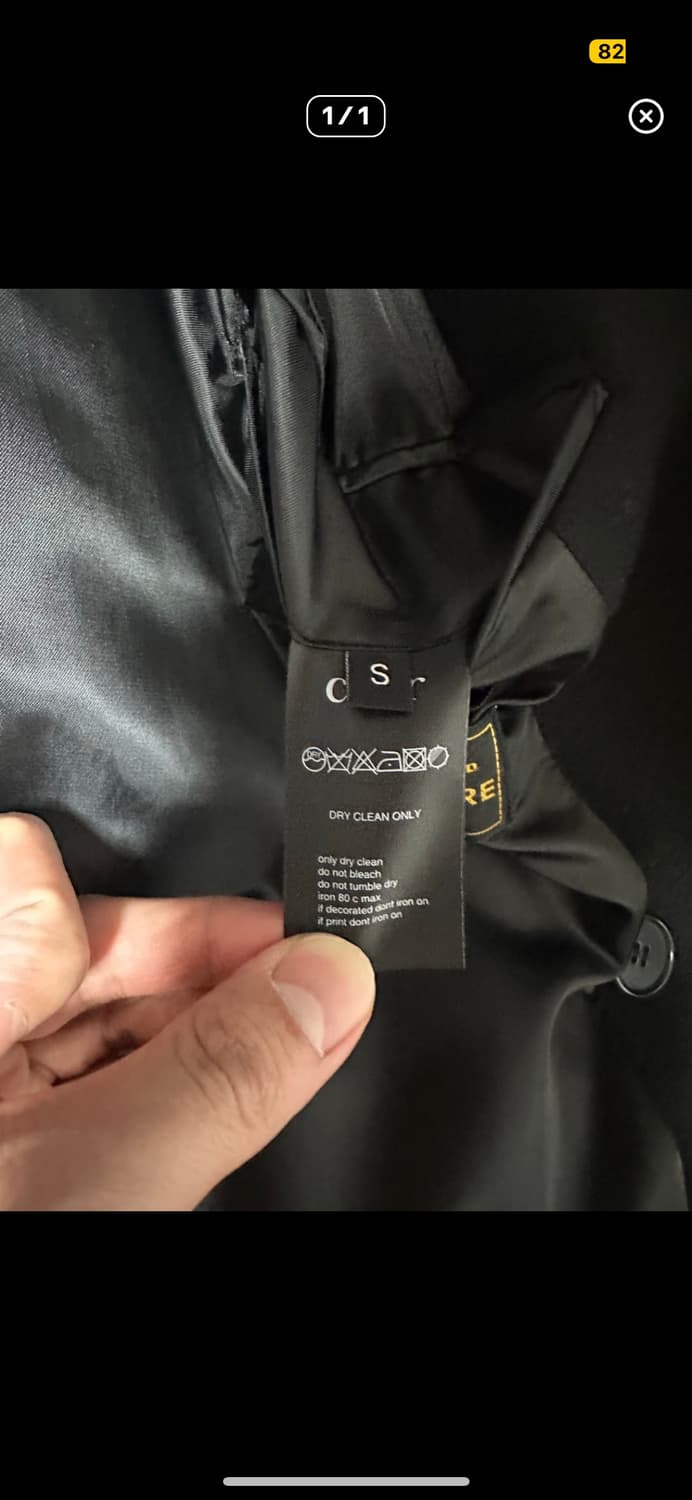 82
1/1
S
c r
DRY
DRY CLEAN ONLY
only dry clean
do not bleach
do not tumble dry
iron 80 c max
if decorated dont iron on
if print dont iron on
RE